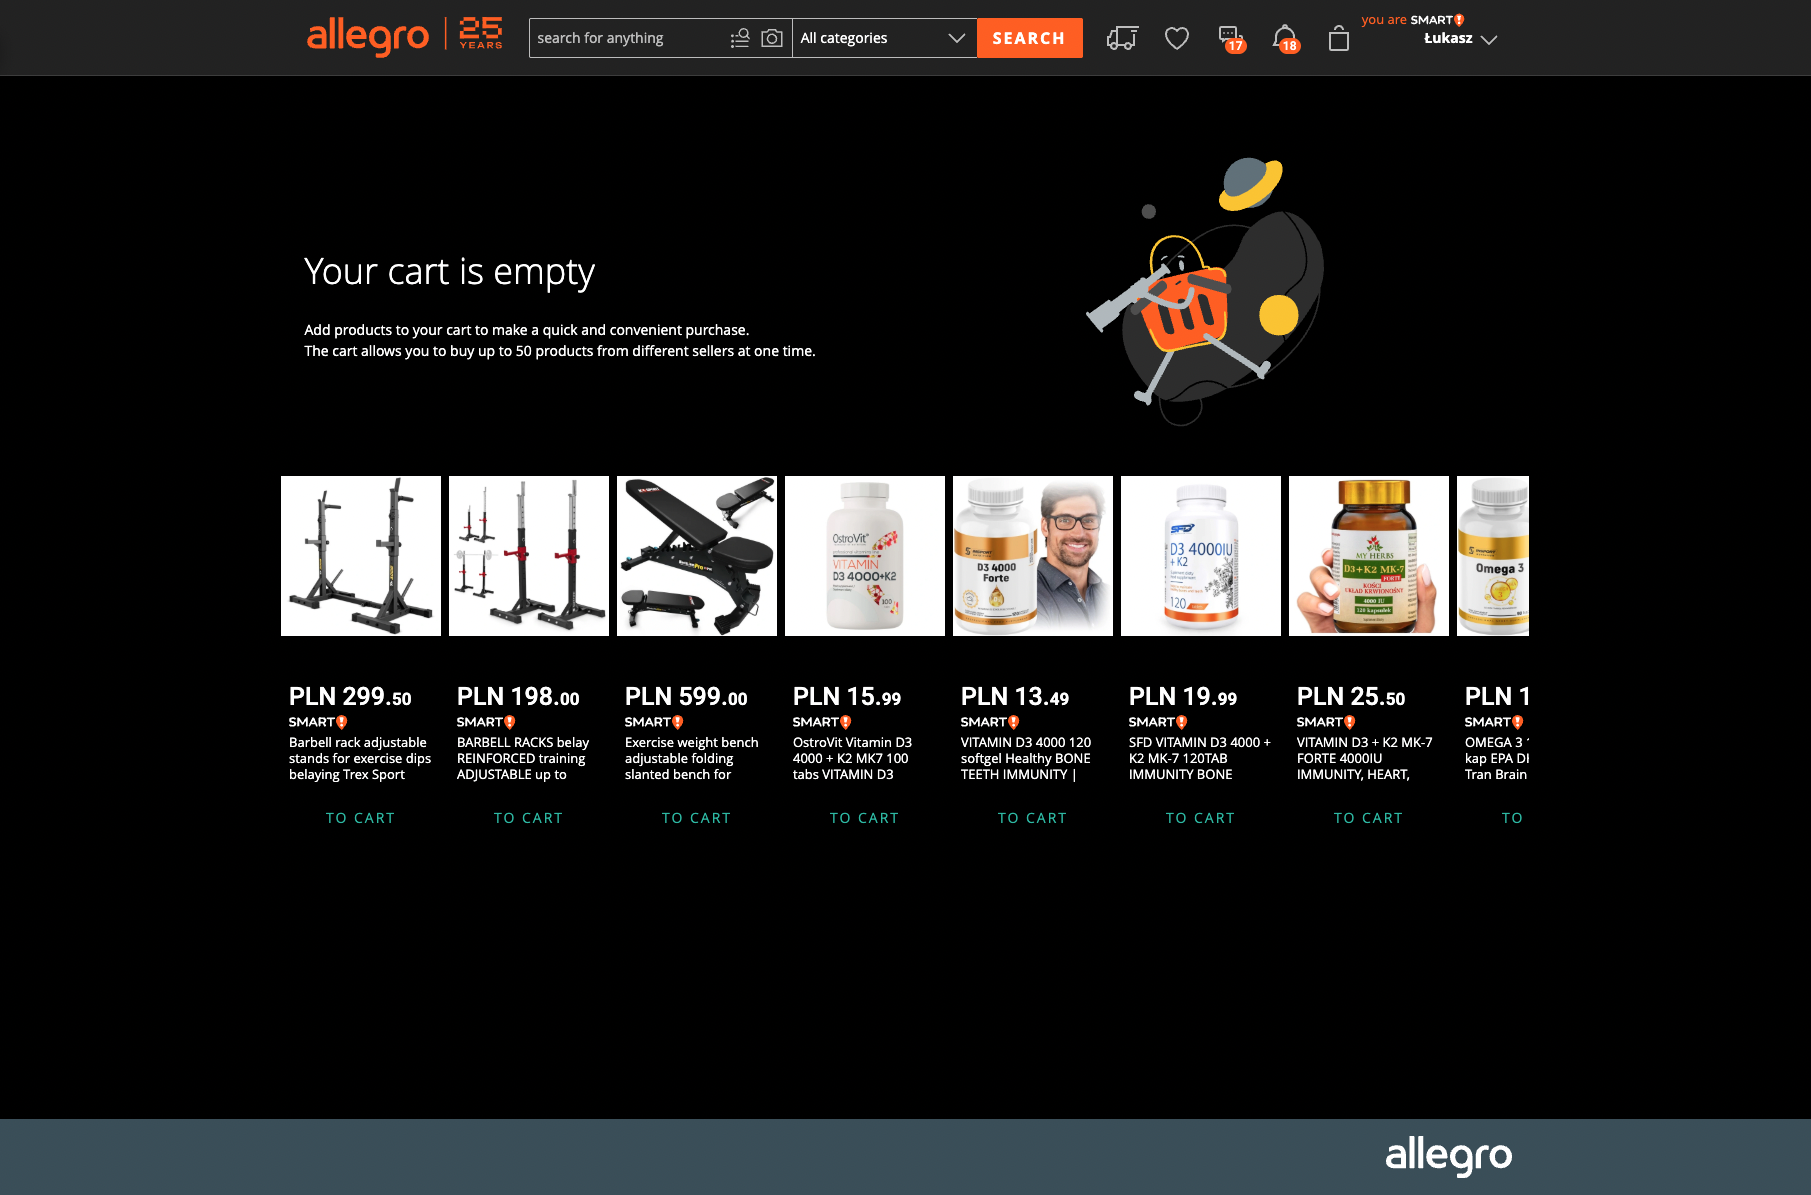 allegro 25 YEARS
search for anything
All categories
SEARCH
17
18
you are SMART!
Łukasz
Your cart is empty
Add products to your cart to make a quick and convenient purchase.
The cart allows you to buy up to 50 products from different sellers at one time.
OstroVit
VITAMIN
D3 4000+K2
100
D3 4000
Forte
SFD
D3 4000IU
+ K2
120
MY HERBS
D3+K2 MK-7
FORTE
KOŚCI
UKŁAD KRWIONOŚNY
4000 IU
120 kapsułek
Omega 3
PLN 299.50
SMART!
Barbell rack adjustable
stands for exercise dips
belaying Trex Sport
TO CART
PLN 198.00
SMART!
BARBELL RACKS belay
REINFORCED training
ADJUSTABLE up to
TO CART
PLN 599.00
SMART!
Exercise weight bench
adjustable folding
slanted bench for
TO CART
PLN 15.99
SMART!
OstroVit Vitamin D3
4000 + K2 MK7 100
tabs VITAMIN D3
TO CART
PLN 13.49
SMART!
VITAMIN D3 4000 120
softgel Healthy BONE
TEETH IMMUNITY |
TO CART
PLN 19.99
SMART!
SFD VITAMIN D3 4000 +
K2 MK-7 120TAB
IMMUNITY BONE
TO CART
PLN 25.50
SMART!
VITAMIN D3 + K2 MK-7
FORTE 4000IU
IMMUNITY, HEART,
TO CART
PLN 1
SMART!
OMEGA 3
kap EPA
Tran Brain
TO
allegro